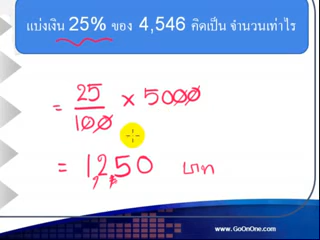 แบ่งเงิน 25% ของ 4,546 คิดเป็น จำนวนเท่าไร
= 25/100 × 5000
= 1,250 บาท
www.GoOnOne.com